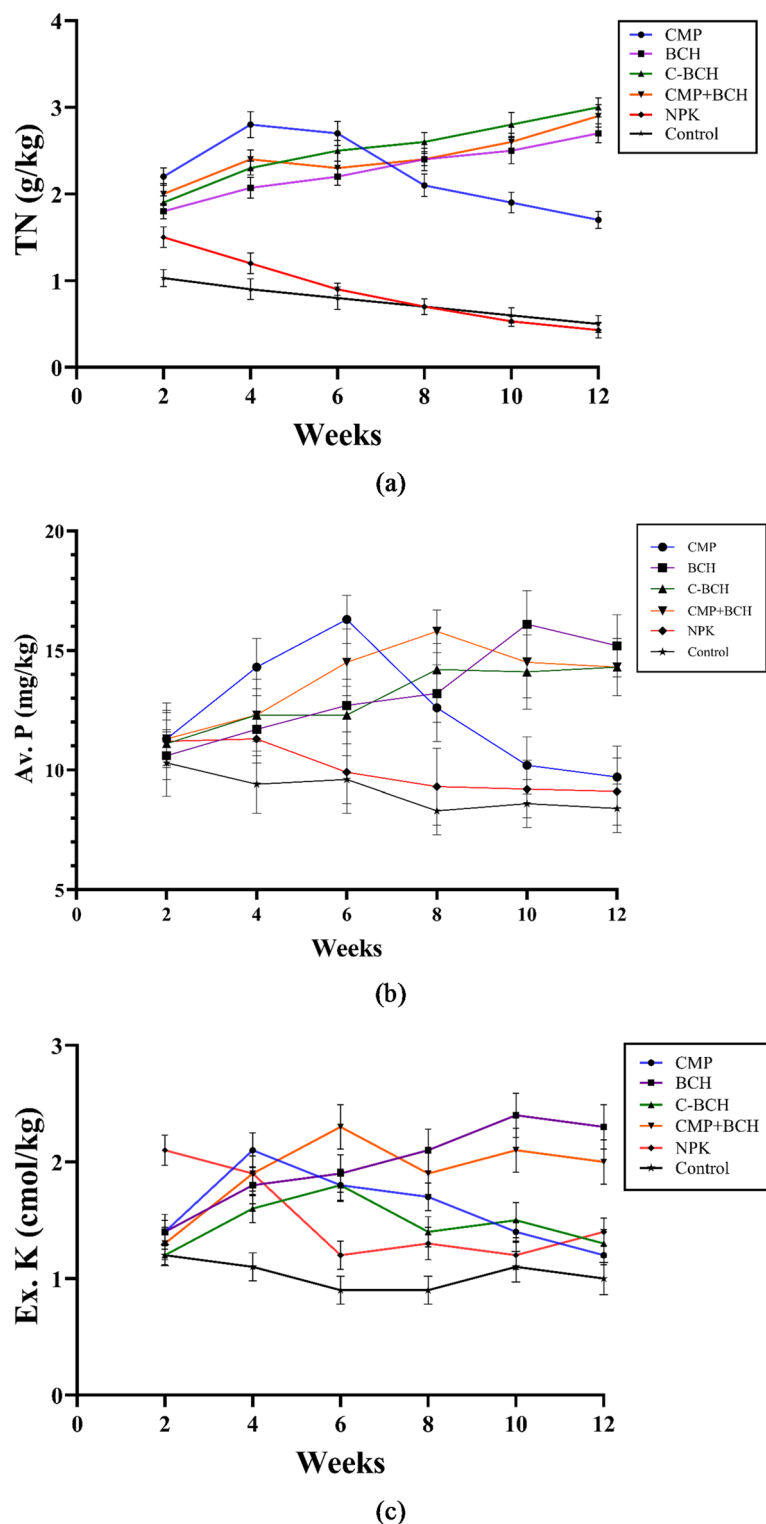 4
3
2
1
0
TN (g/kg)
0 2 4 6 8 10 12
Weeks
CMP
BCH
C-BCH
CMP+BCH
NPK
Control
(a)
20
15
10
5
Av. P (mg/kg)
0 2 4 6 8 10 12
Weeks
CMP
BCH
C-BCH
CMP+BCH
NPK
Control
(b)
3
2
1
0
Ex. K (cmol/kg)
0 2 4 6 8 10 12
Weeks
CMP
BCH
C-BCH
CMP+BCH
NPK
Control
(c)